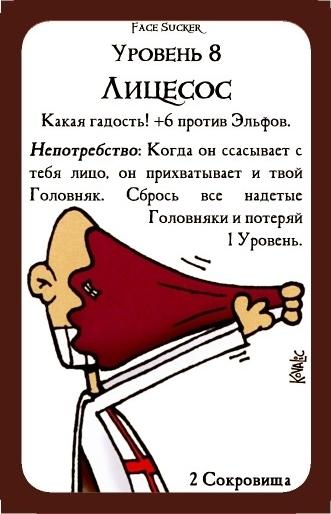 Face Sucker
Уровень 8
Лицесос
Какая гадость! +6 против Эльфов.
Непотребство: Когда он ссасывает с
тебя лицо, он прихватывает и твой
Головняк. Сбрось все надетые
Головняки и потеряй
1 Уровень.
Kovalic
2 Сокровища